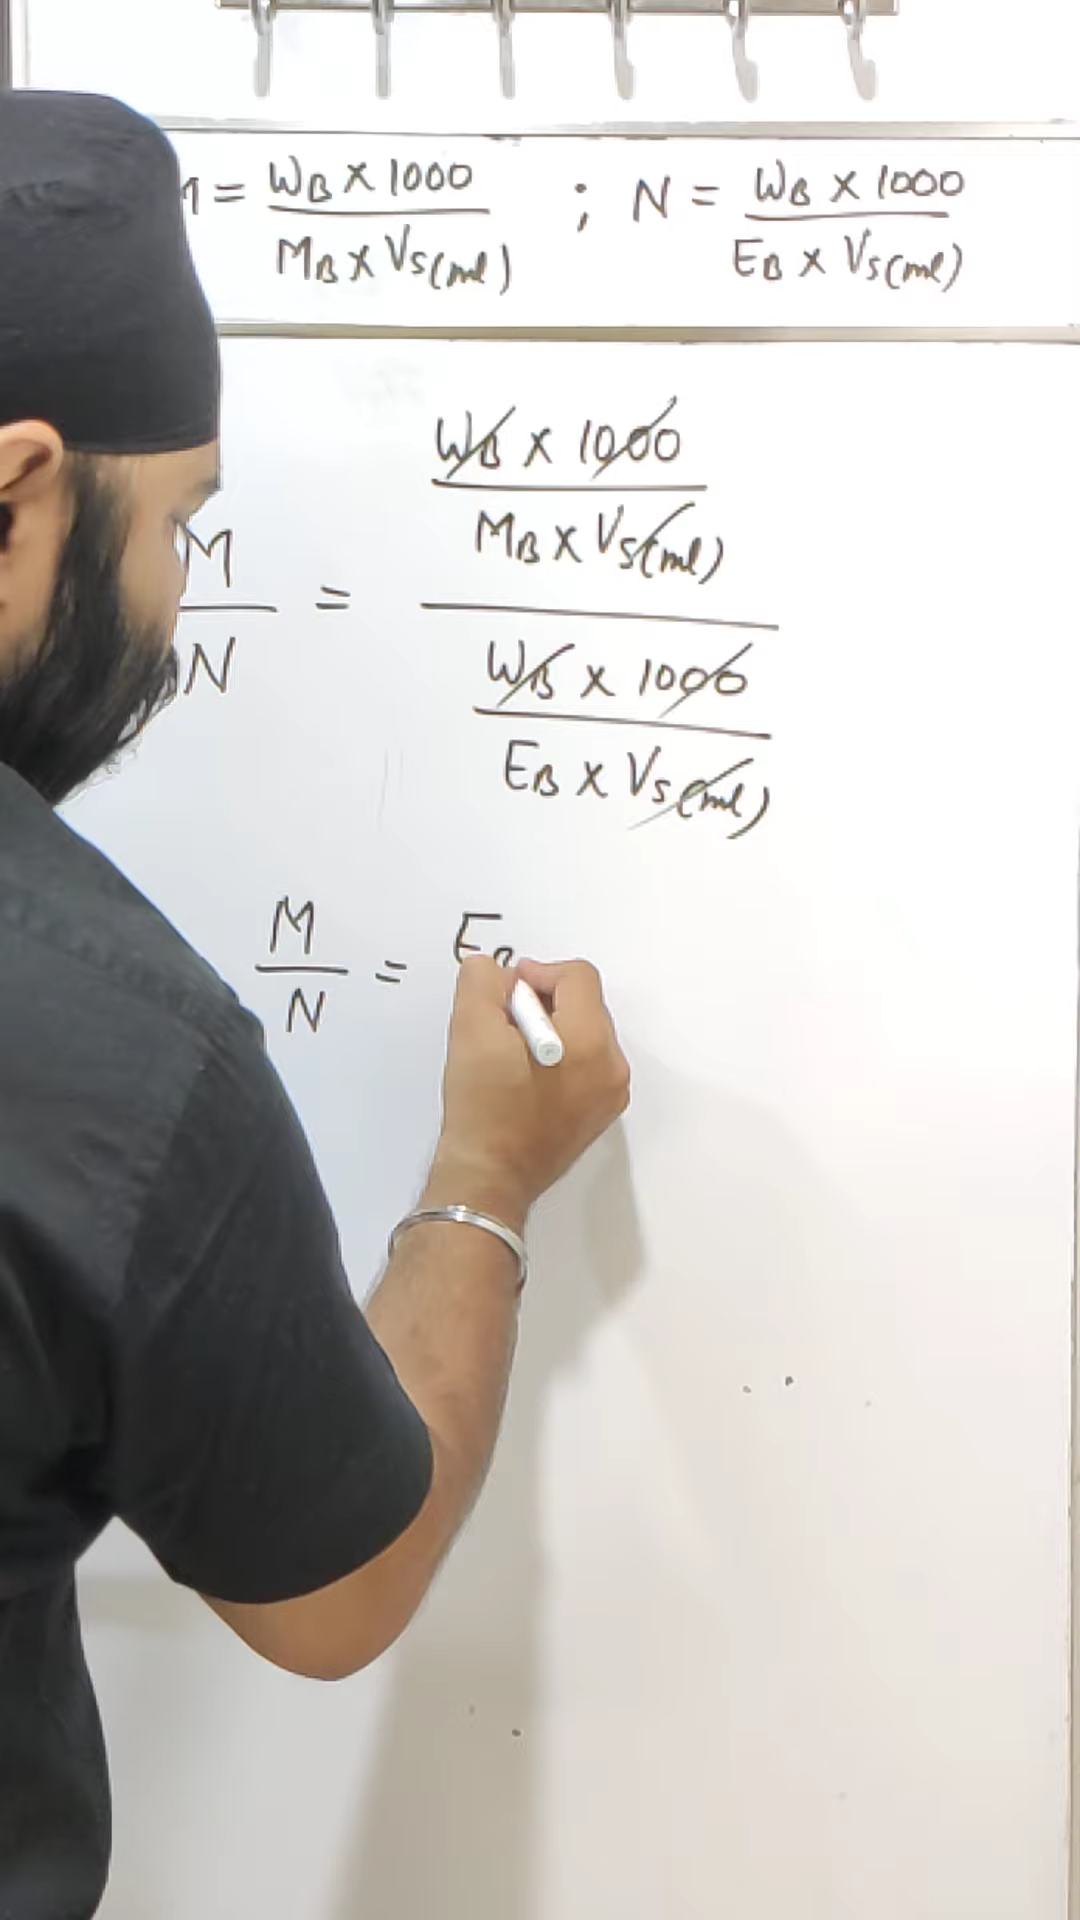 = WB x 1000 / MB x Vs(ml) ; N = WB x 1000 / EB x Vs(ml)
M / N = (WB x 1000 / MB x Vs(ml)) / (WB x 1000 / EB x Vs(ml))
M / N = EB